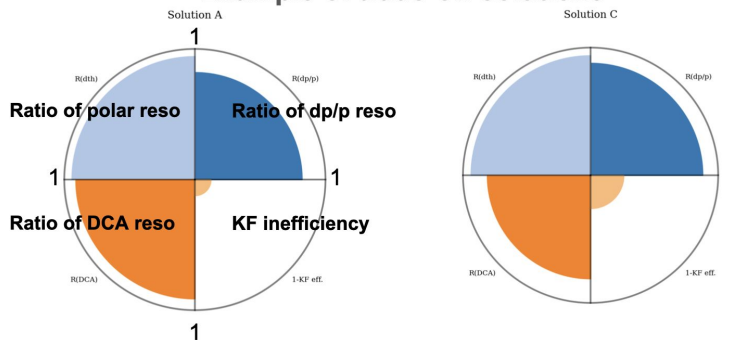 Solution A
Solution C
1
R(dth)
R(dp/p)
R(dth)
R(dp/p)
Ratio of polar reso
Ratio of dp/p reso
1
1
Ratio of DCA reso
KF inefficiency
R(DCA)
1-KF eff.
R(DCA)
1-KF eff.
1